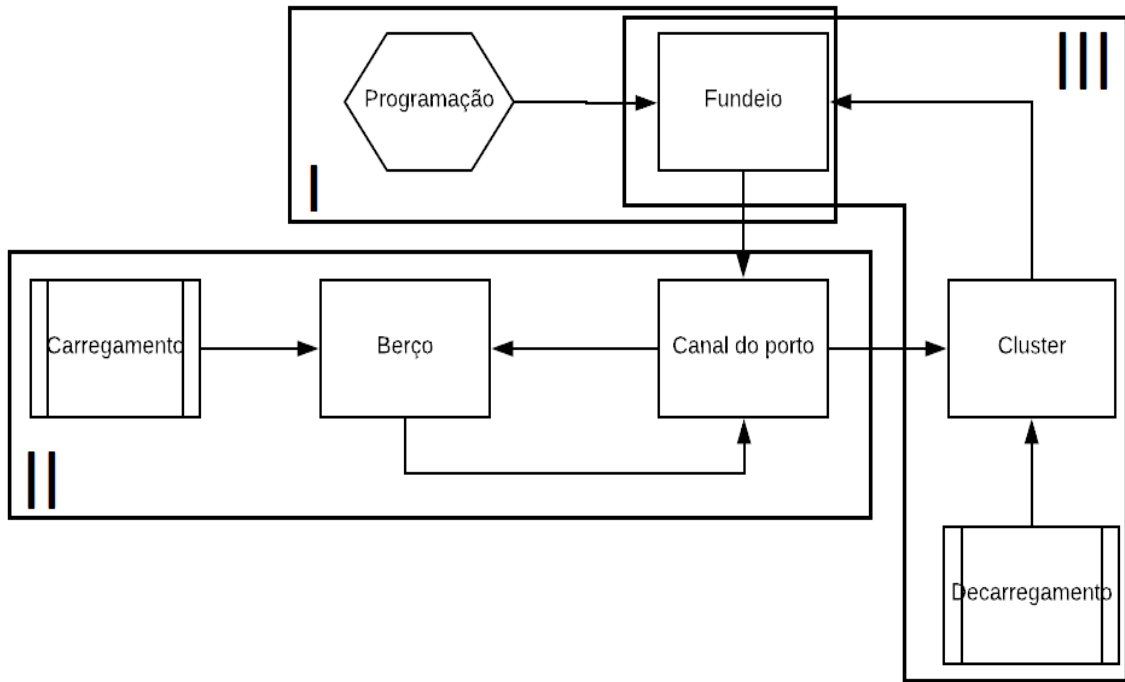 Programação
Fundeio
III
I
Carregamento
Berço
Canal do porto
Cluster
II
Decarregamento